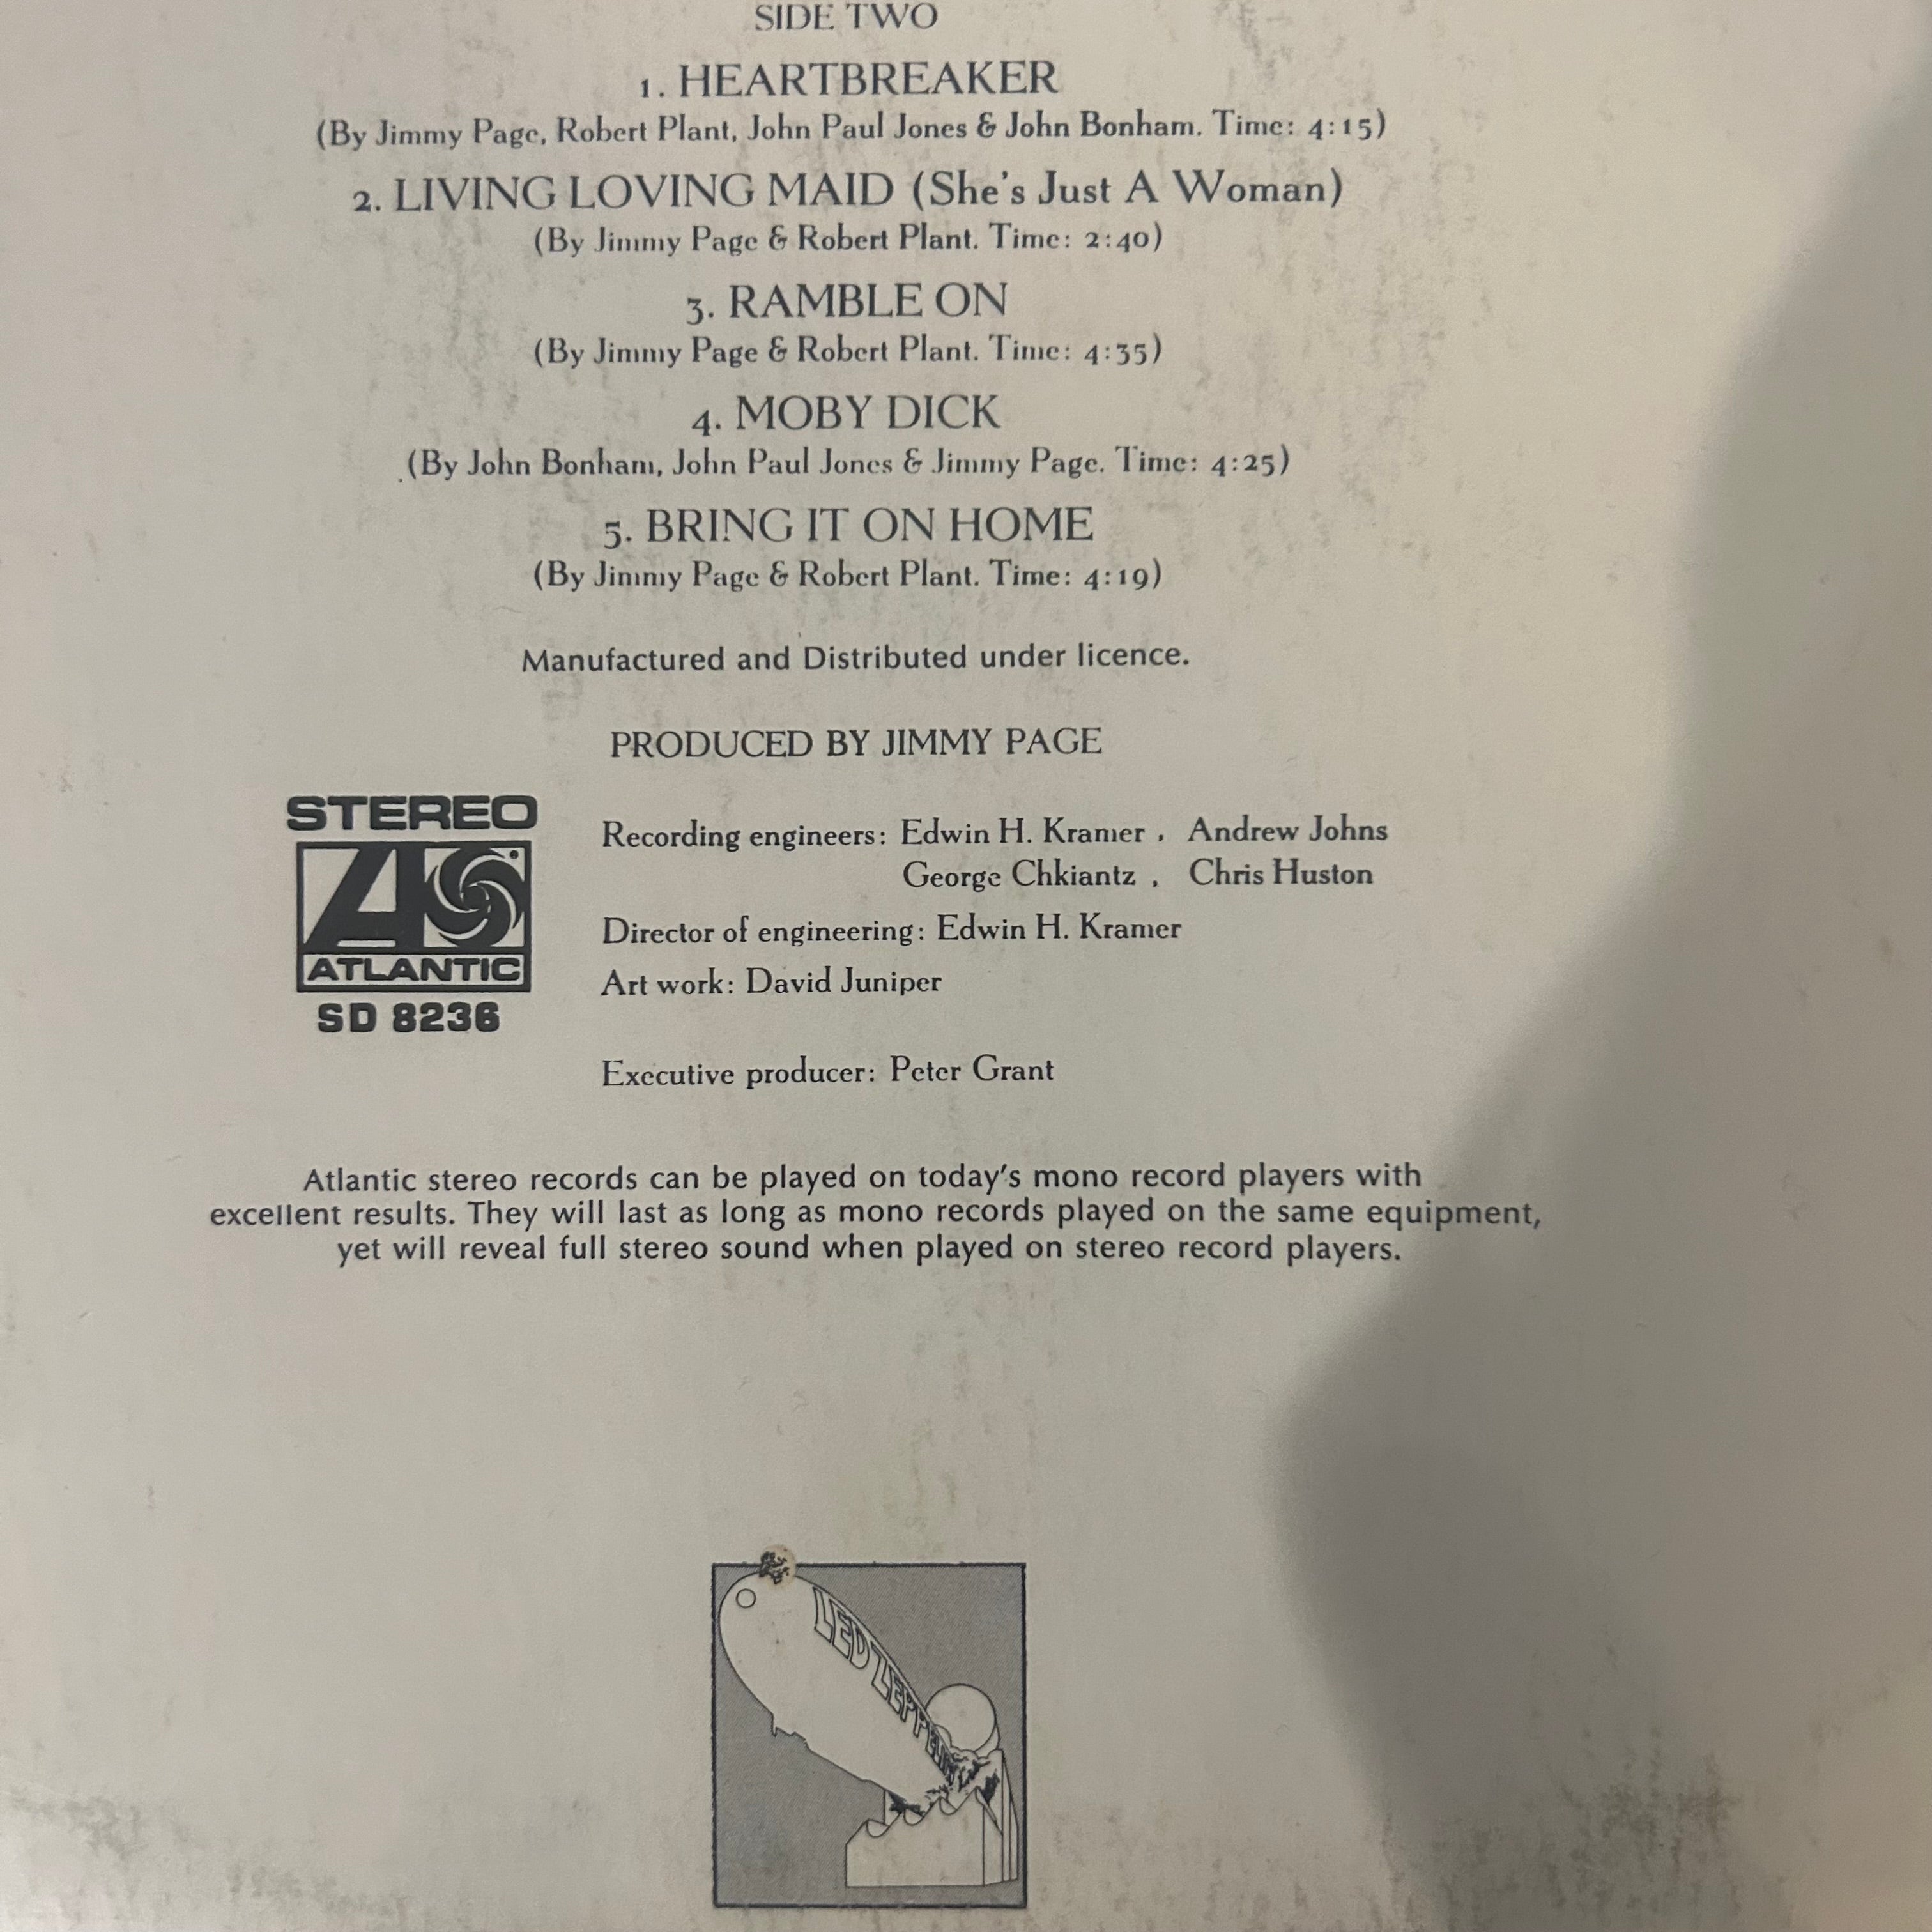 SIDE TWO
1. HEARTBREAKER
(By Jimmy Page, Robert Plant, John Paul Jones & John Bonham. Time: 4:15)
2. LIVING LOVING MAID (She's Just A Woman)
(By Jimmy Page & Robert Plant. Time: 2:40)
3. RAMBLE ON
(By Jimmy Page & Robert Plant. Time: 4:35)
4. MOBY DICK
(By John Bonham, John Paul Jones & Jimmy Page. Time: 4:25)
5. BRING IT ON HOME
(By Jimmy Page & Robert Plant. Time: 4:19)
Manufactured and Distributed under licence.
PRODUCED BY JIMMY PAGE
STEREO
A
ATLANTIC
SD 8236
Recording engineers: Edwin H. Kramer , Andrew Johns
George Chkiantz , Chris Huston
Director of engineering: Edwin H. Kramer
Art work: David Juniper
Executive producer: Peter Grant
Atlantic stereo records can be played on today's mono record players with
excellent results. They will last as long as mono records played on the same equipment,
yet will reveal full stereo sound when played on stereo record players.
LED ZEPPELIN